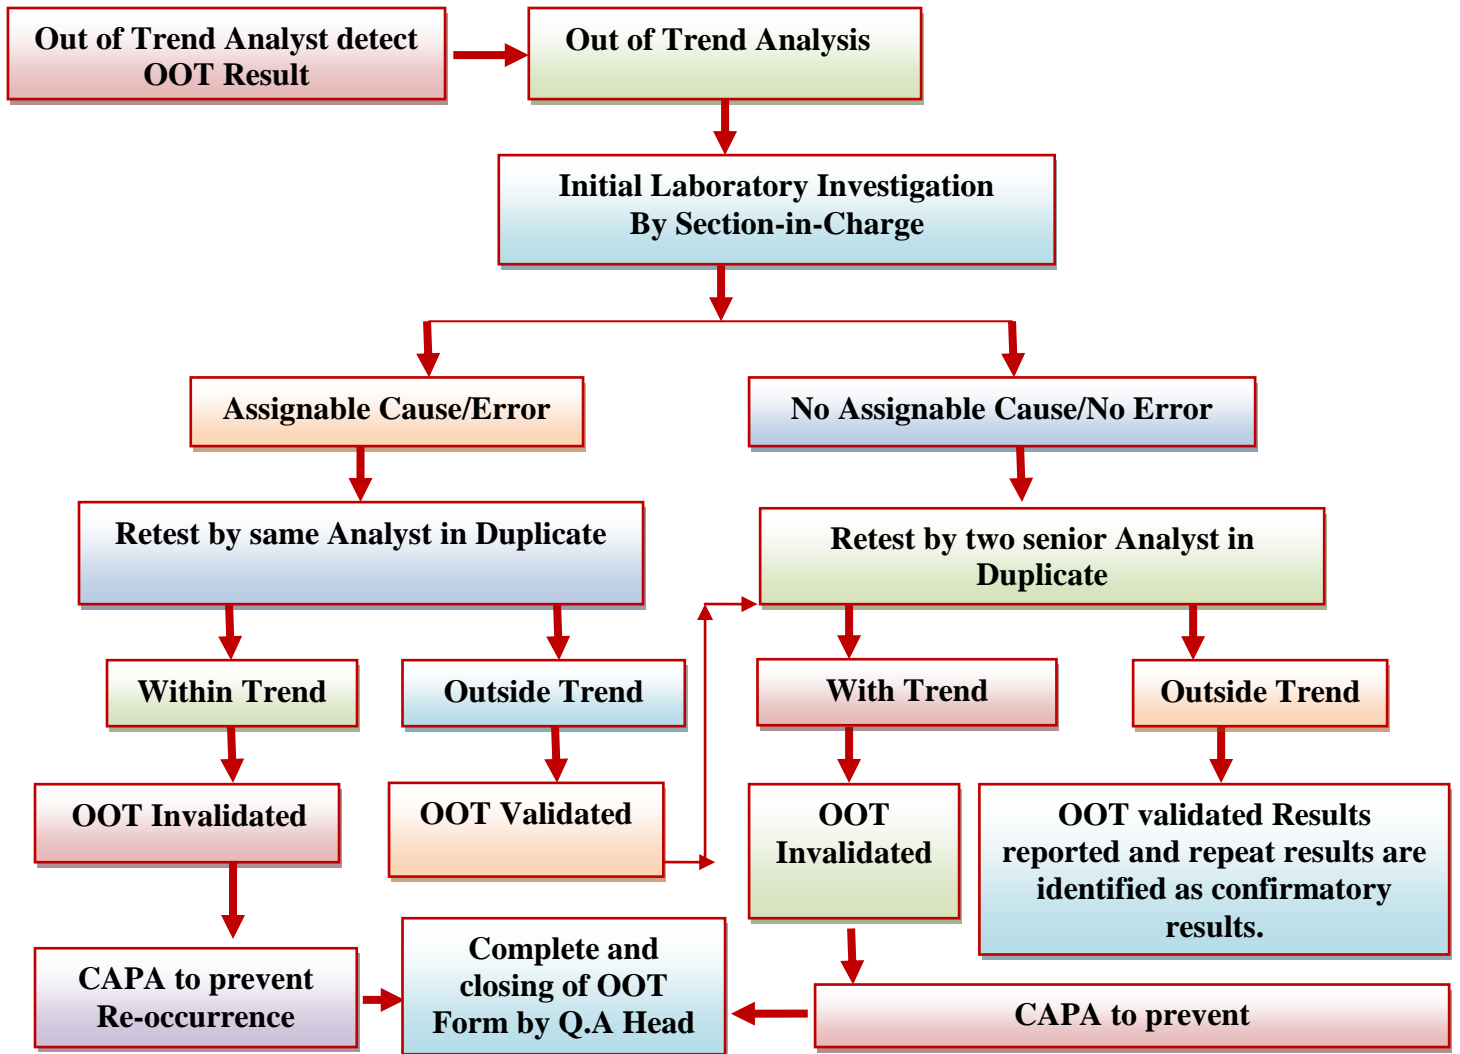 Out of Trend Analyst detect
OOT Result
Out of Trend Analysis
Initial Laboratory Investigation
By Section-in-Charge
Assignable Cause/Error
No Assignable Cause/No Error
Retest by same Analyst in Duplicate
Retest by two senior Analyst in
Duplicate
Within Trend
Outside Trend
With Trend
Outside Trend
OOT Invalidated
OOT Validated
OOT
Invalidated
OOT validated Results
reported and repeat results are
identified as confirmatory
results.
CAPA to prevent
Re-occurrence
Complete and
closing of OOT
Form by Q.A Head
CAPA to prevent